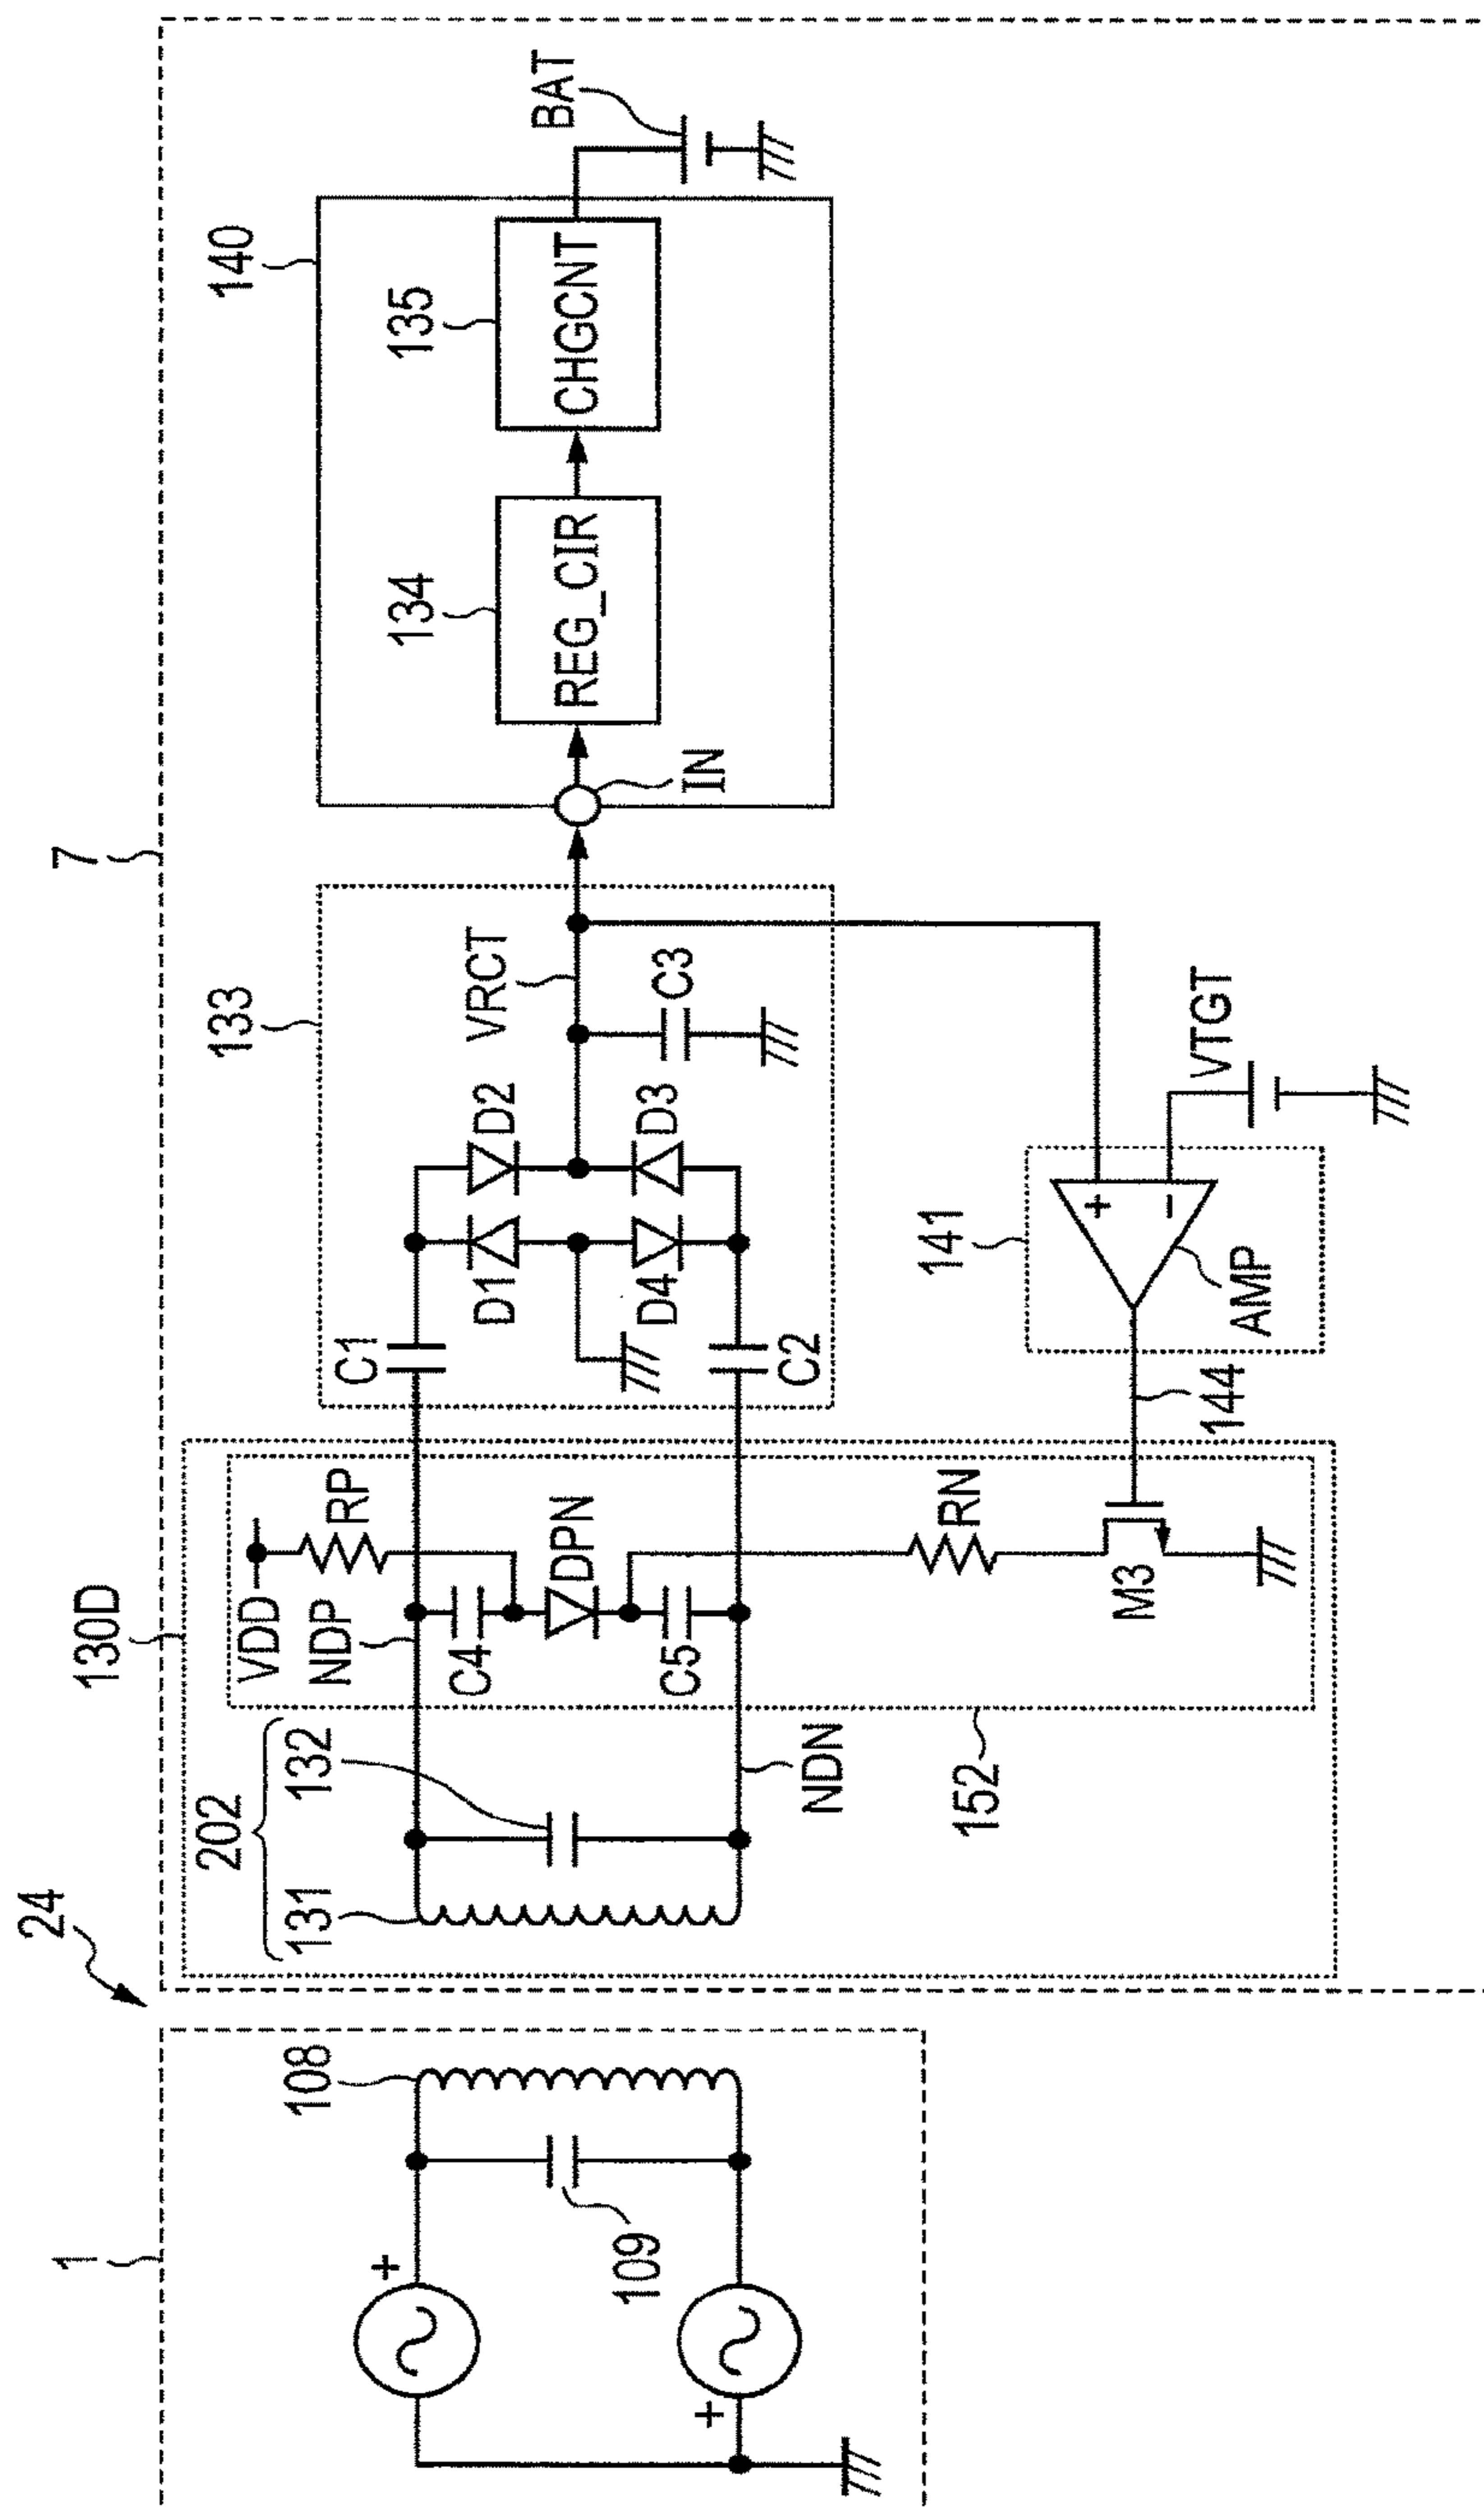 24
1
108
109
+
+
7
130D
202
131
132
VDD
RP
NDP
C4
DPN
C5
NDN
152
RN
M3
133
C1
C2
D1
D2
D3
D4
VRCT
C3
144
141
AMP
+
−
VTGT
140
IN
134
REG_CIR
135
CHGCNT
BAT